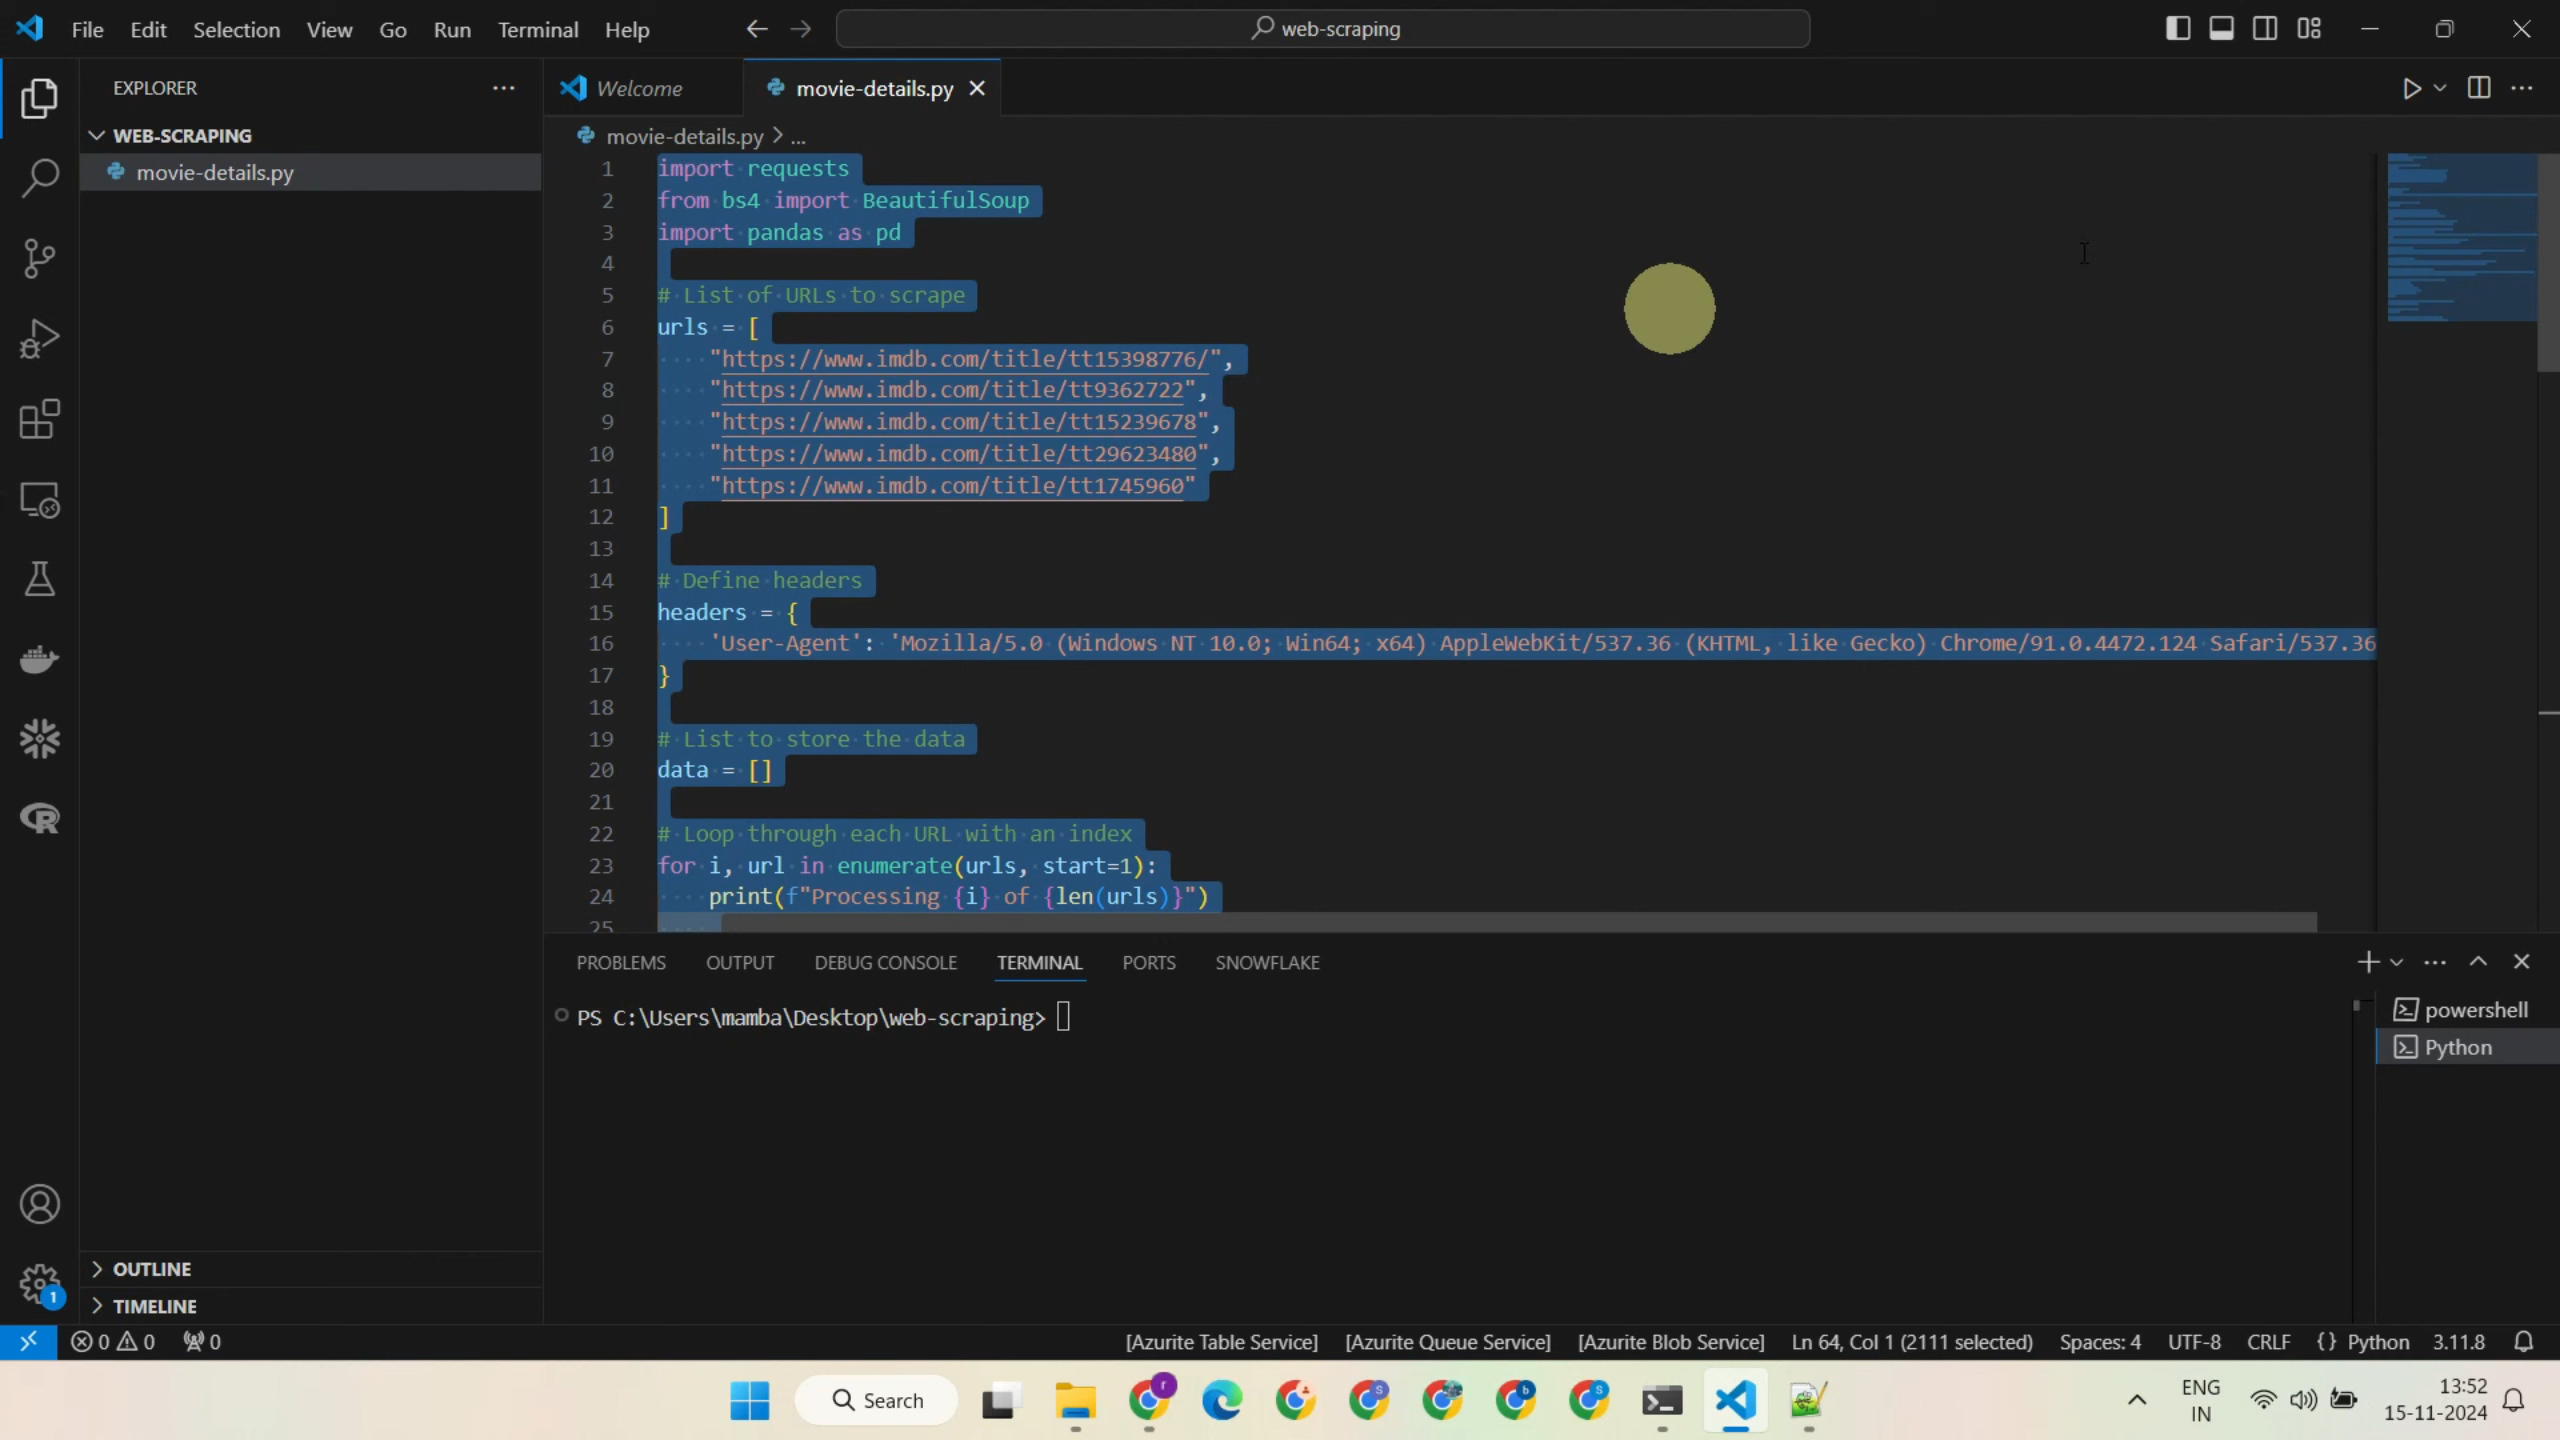 File Edit Selection View Go Run Terminal Help
web-scraping
EXPLORER
WEB-SCRAPING
movie-details.py
Welcome
movie-details.py
movie-details.py > ...
1 import requests
2 from bs4 import BeautifulSoup
3 import pandas as pd
4
5 # List of URLs to scrape
6 urls = [
7 "https://www.imdb.com/title/tt15398776/",
8 "https://www.imdb.com/title/tt9362722",
9 "https://www.imdb.com/title/tt15239678",
10 "https://www.imdb.com/title/tt29623480",
11 "https://www.imdb.com/title/tt1745960"
12 ]
13
14 # Define headers
15 headers = {
16 'User-Agent': 'Mozilla/5.0 (Windows NT 10.0; Win64; x64) AppleWebKit/537.36 (KHTML, like Gecko) Chrome/91.0.4472.124 Safari/537.36
17 }
18
19 # List to store the data
20 data = []
21
22 # Loop through each URL with an index
23 for i, url in enumerate(urls, start=1):
24 print(f"Processing {i} of {len(urls)}")
25
PROBLEMS OUTPUT DEBUG CONSOLE TERMINAL PORTS SNOWFLAKE
PS C:\Users\mamba\Desktop\web-scraping>
powershell
Python
OUTLINE
TIMELINE
1
0 0 0 [Azurite Table Service] [Azurite Queue Service] [Azurite Blob Service] Ln 64, Col 1 (2111 selected) Spaces: 4 UTF-8 CRLF {} Python 3.11.8
Search
r
S
b
S
ENG
IN
13:52
15-11-2024